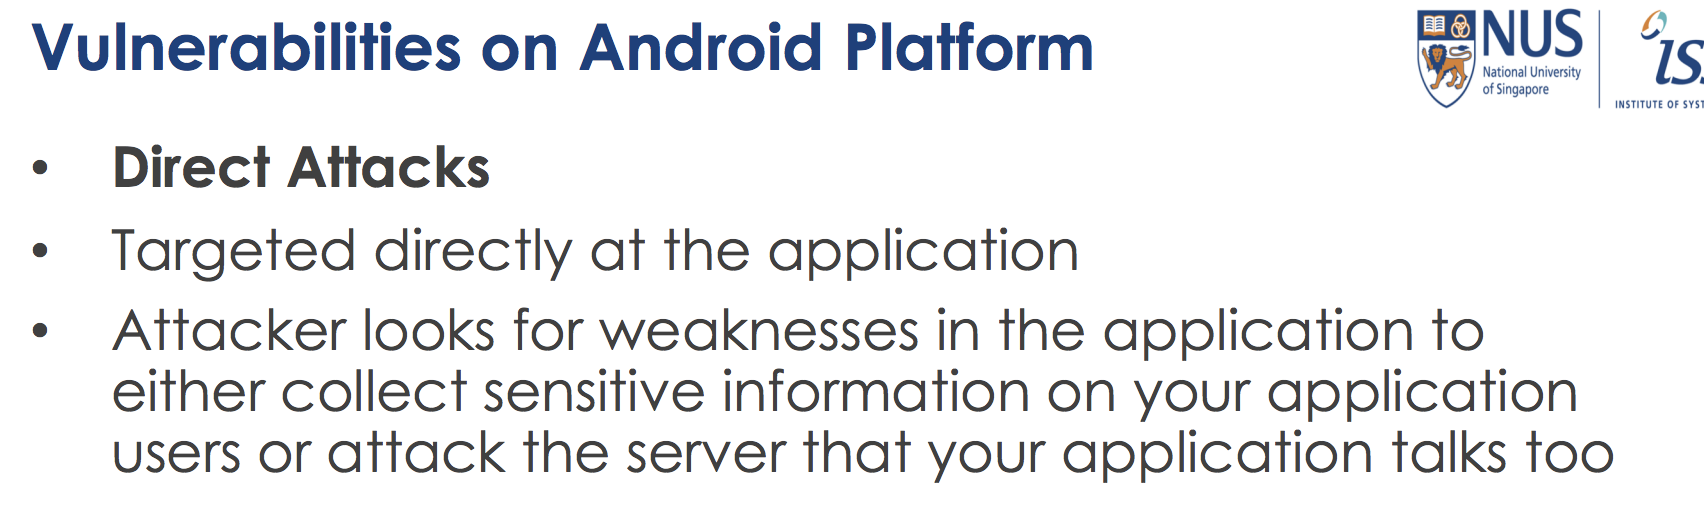 Vulnerabilities on Android Platform
NUS
National University
of Singapore
INSTITUTE OF
• Direct Attacks
• Targeted directly at the application
• Attacker looks for weaknesses in the application to
either collect sensitive information on your application
users or attack the server that your application talks too